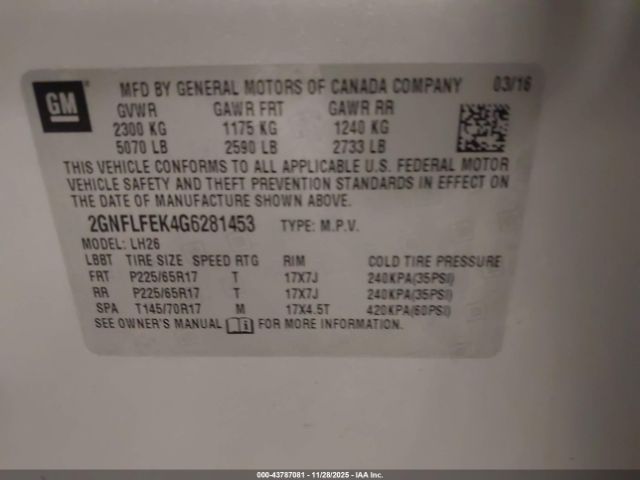 GM
MFD BY GENERAL MOTORS OF CANADA COMPANY 03/16
GVWR GAWR FRT GAWR RR
2300 KG 1175 KG 1240 KG
5070 LB 2590 LB 2733 LB
THIS VEHICLE CONFORMS TO ALL APPLICABLE U.S. FEDERAL MOTOR
VEHICLE SAFETY AND THEFT PREVENTION STANDARDS IN EFFECT ON
THE DATE OF MANUFACTURE SHOWN ABOVE.
2GNFLFEK4G6281453 TYPE: M.P.V.
MODEL: LH26
LBBT TIRE SIZE SPEED RTG RIM COLD TIRE PRESSURE
FRT P225/65R17 T 17X7J 240KPA(35PSI)
RR P225/65R17 T 17X7J 240KPA(35PSI)
SPA T145/70R17 M 17X4.5T 420KPA(60PSI)
SEE OWNER'S MANUAL FOR MORE INFORMATION.
000-43787081 - 11/28/2025 - IAA Inc.